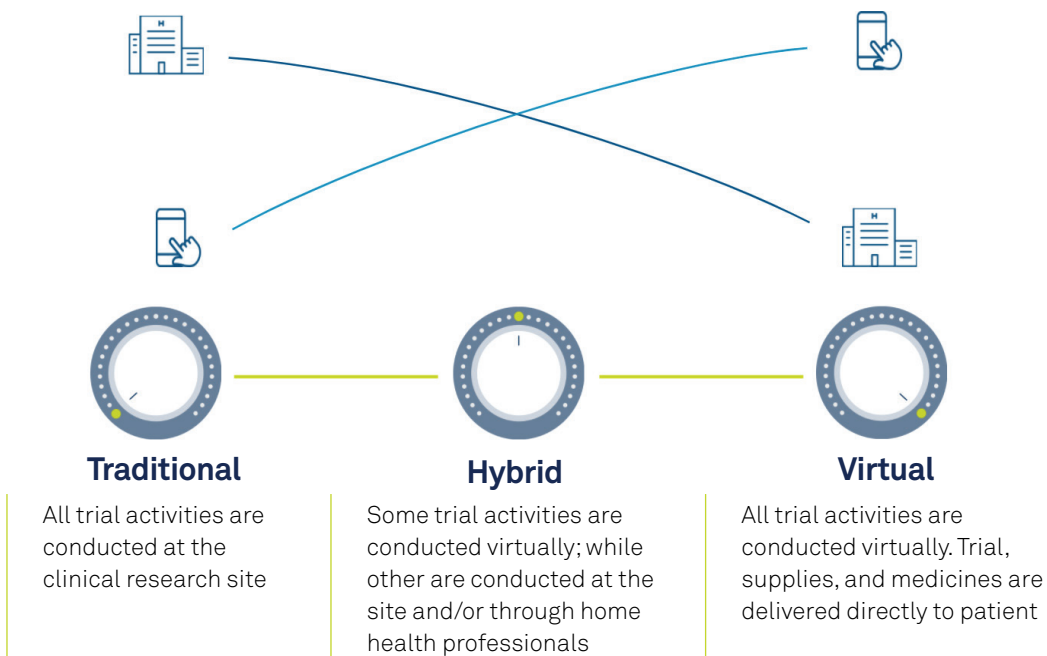 H
H
Traditional
All trial activities are
conducted at the
clinical research site
Hybrid
Some trial activities are
conducted virtually; while
other are conducted at the
site and/or through home
health professionals
Virtual
All trial activities are
conducted virtually. Trial,
supplies, and medicines are
delivered directly to patient